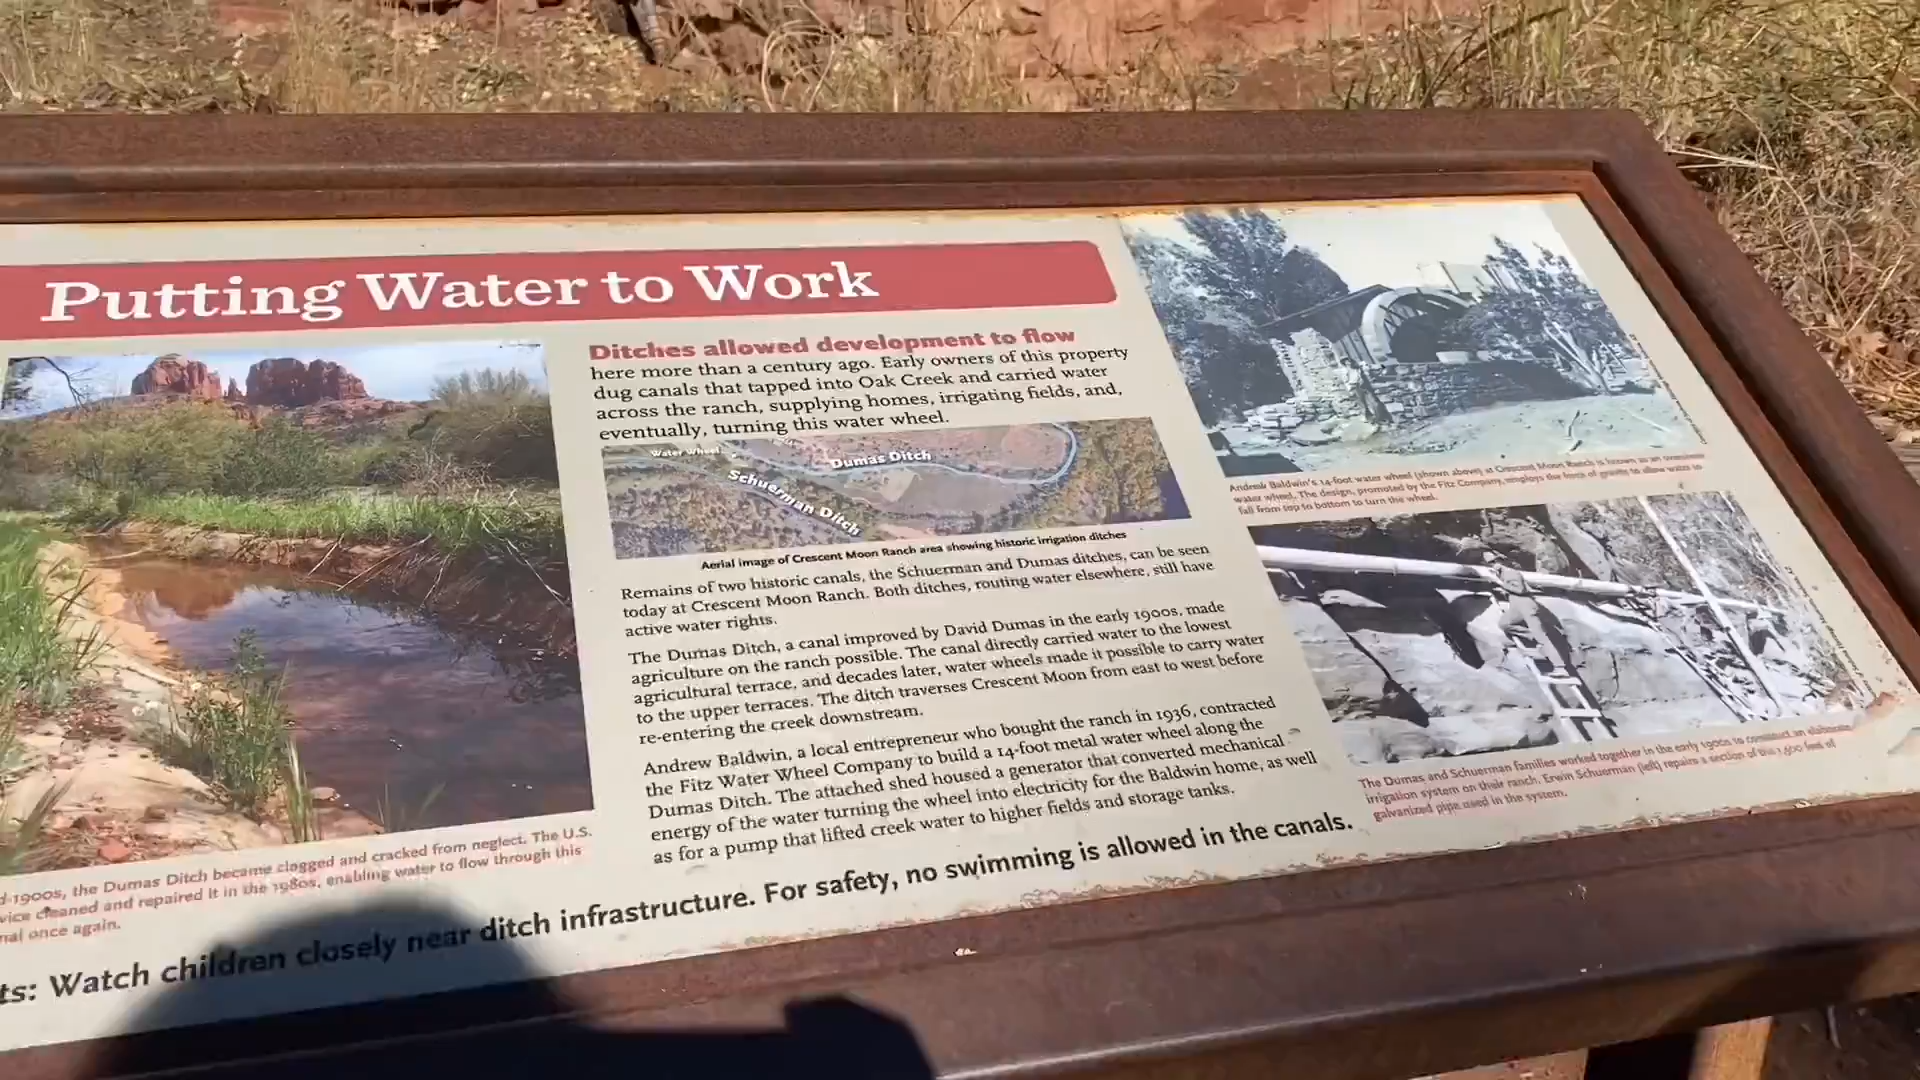 Putting Water to Work
Ditches allowed development to flow
here more than a century ago. Early owners of this property
dug canals that tapped into Oak Creek and carried water
across the ranch, supplying homes, irrigating fields, and,
eventually, turning this water wheel.
Water Wheel
Dumas Ditch
Schuerman Ditch
Aerial image of Crescent Moon Ranch area showing historic irrigation ditches
Remains of two historic canals, the Schuerman and Dumas ditches, can be seen
today at Crescent Moon Ranch. Both ditches, routing water elsewhere, still have
active water rights.
The Dumas Ditch, a canal improved by David Dumas in the early 1900s, made
agriculture on the ranch possible. The canal directly carried water to the lowest
agricultural terrace, and decades later, water wheels made it possible to carry water
to the upper terraces. The ditch traverses Crescent Moon from east to west before
re-entering the creek downstream.
Andrew Baldwin, a local entrepreneur who bought the ranch in 1936, contracted
the Fitz Water Wheel Company to build a 14-foot metal water wheel along the
Dumas Ditch. The attached shed housed a generator that converted mechanical
energy of the water turning the wheel into electricity for the Baldwin home, as well
as for a pump that lifted creek water to higher fields and storage tanks.
d-1900s, the Dumas Ditch became clogged and cracked from neglect. The U.S.
vice cleaned and repaired it in the 1980s, enabling water to flow through this
nal once again.
Andrew Baldwin's 14-foot water wheel (shown above) at Crescent Moon Ranch is known as an overshot
water wheel. The design, promoted by the Fitz Company, employs the force of gravity to allow water to
fall from top to bottom to turn the wheel.
The Dumas and Schuerman families worked together in the early 1900s to construct an elaborate
irrigation system on their ranch. Erwin Schuerman (left) repairs a section of the 1,500 feet of
galvanized pipe used in the system.
ts: Watch children closely near ditch infrastructure. For safety, no swimming is allowed in the canals.